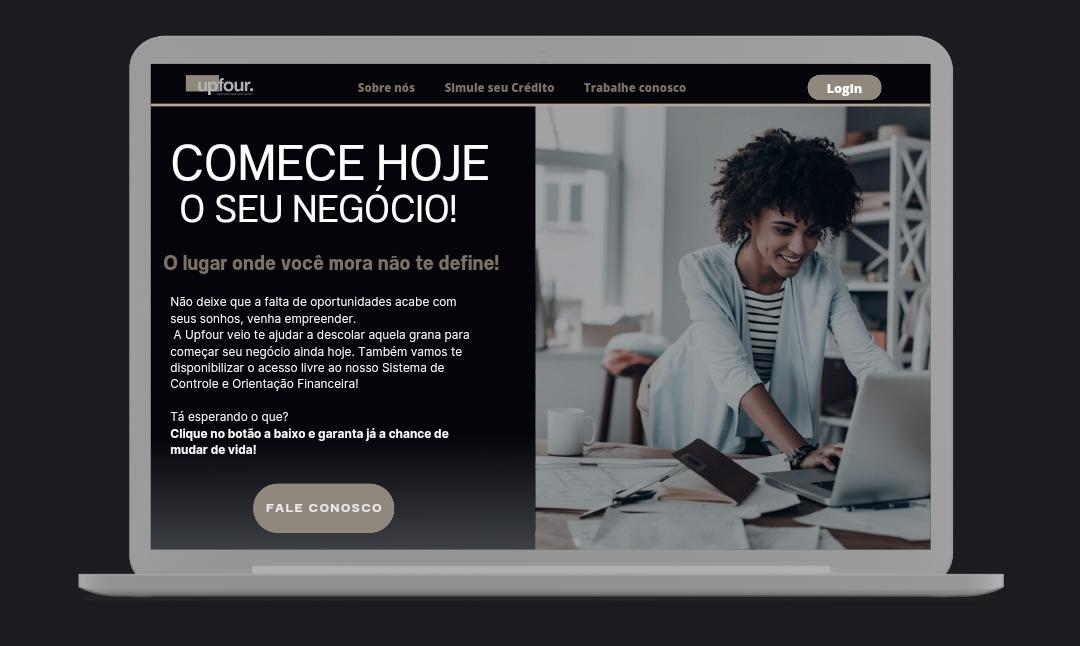 upfour.
Sobre nós
Simule seu Crédito
Trabalhe conosco
Login
COMECE HOJE
O SEU NEGÓCIO!
O lugar onde você mora não te define!
Não deixe que a falta de oportunidades acabe com
seus sonhos, venha empreender.
A Upfour veio te ajudar a descolar aquela grana para
começar seu negócio ainda hoje. Também vamos te
disponibilizar o acesso livre ao nosso Sistema de
Controle e Orientação Financeira!
Tá esperando o que?
Clique no botão a baixo e garanta já a chance de
mudar de vida!
FALE CONOSCO